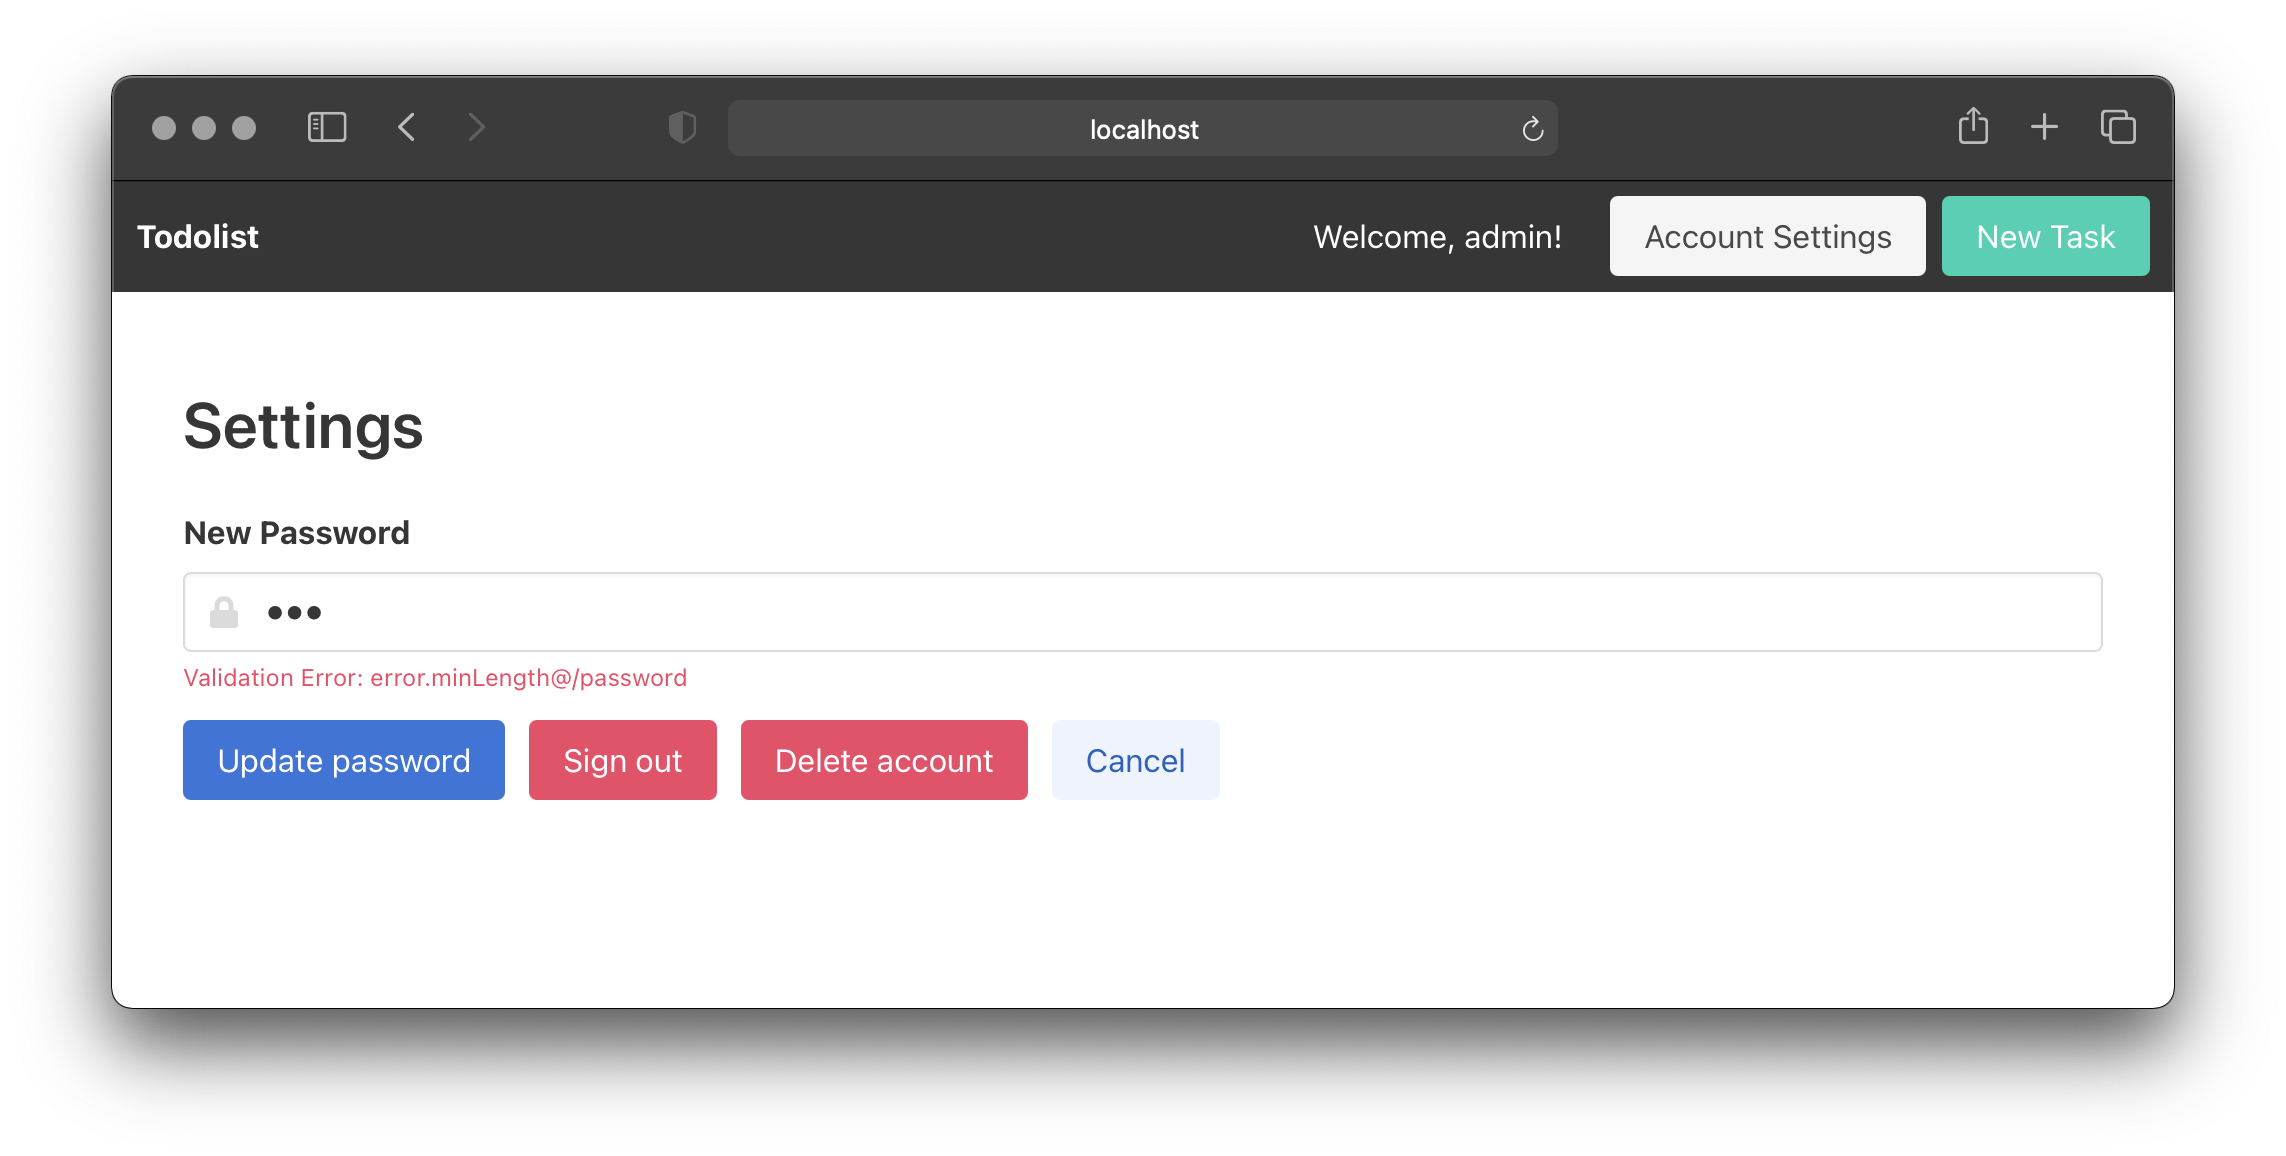 localhost
Todolist Welcome, admin! Account Settings New Task
Settings
New Password
•••
Validation Error: error.minLength@/password
Update password Sign out Delete account Cancel